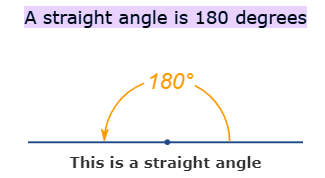 A straight angle is 180 degrees
180°
This is a straight angle